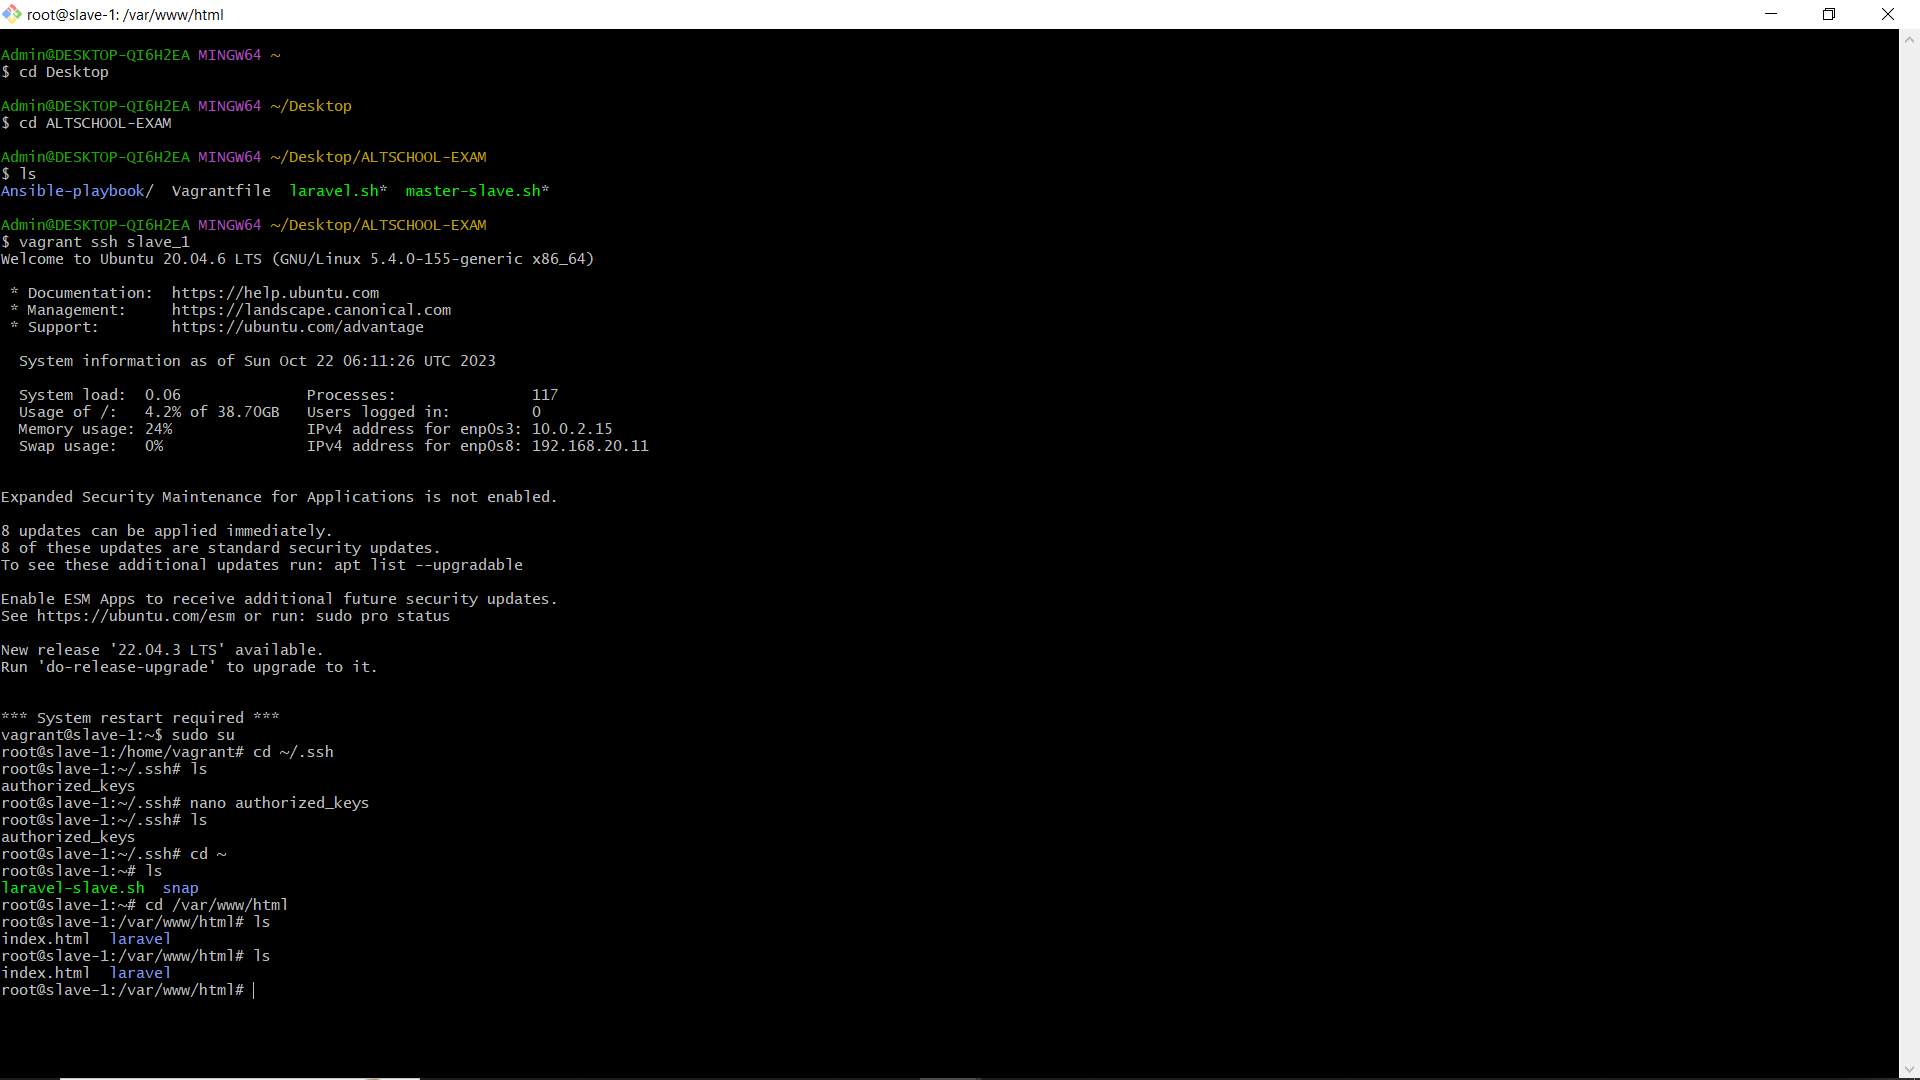 root@slave-1: /var/www/html
Admin@DESKTOP-QI6H2EA MINGW64 ~
$ cd Desktop
Admin@DESKTOP-QI6H2EA MINGW64 ~/Desktop
$ cd ALTSCHOOL-EXAM
Admin@DESKTOP-QI6H2EA MINGW64 ~/Desktop/ALTSCHOOL-EXAM
$ ls
Ansible-playbook/  Vagrantfile  laravel.sh*  master-slave.sh*
Admin@DESKTOP-QI6H2EA MINGW64 ~/Desktop/ALTSCHOOL-EXAM
$ vagrant ssh slave_1
Welcome to Ubuntu 20.04.6 LTS (GNU/Linux 5.4.0-155-generic x86_64)
 * Documentation:  https://help.ubuntu.com
 * Management:     https://landscape.canonical.com
 * Support:        https://ubuntu.com/advantage
  System information as of Sun Oct 22 06:11:26 UTC 2023
  System load:  0.06              Processes:               117
  Usage of /:   4.2% of 38.70GB   Users logged in:         0
  Memory usage: 24%               IPv4 address for enp0s3: 10.0.2.15
  Swap usage:   0%                IPv4 address for enp0s8: 192.168.20.11
Expanded Security Maintenance for Applications is not enabled.
8 updates can be applied immediately.
8 of these updates are standard security updates.
To see these additional updates run: apt list --upgradable
Enable ESM Apps to receive additional future security updates.
See https://ubuntu.com/esm or run: sudo pro status
New release '22.04.3 LTS' available.
Run 'do-release-upgrade' to upgrade to it.
*** System restart required ***
vagrant@slave-1:~$ sudo su
root@slave-1:/home/vagrant# cd ~/.ssh
root@slave-1:~/.ssh# ls
authorized_keys
root@slave-1:~/.ssh# nano authorized_keys
root@slave-1:~/.ssh# ls
authorized_keys
root@slave-1:~/.ssh# cd ~
root@slave-1:~# ls
laravel-slave.sh  snap
root@slave-1:~# cd /var/www/html
root@slave-1:/var/www/html# ls
index.html  laravel
root@slave-1:/var/www/html# ls
index.html  laravel
root@slave-1:/var/www/html#